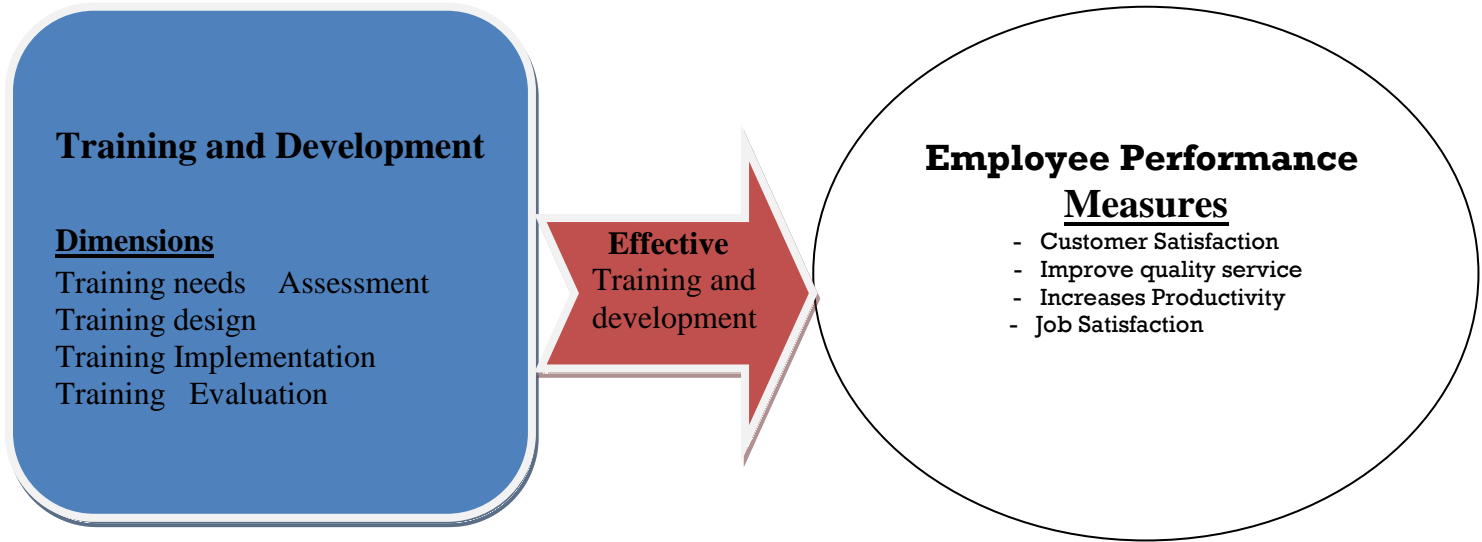 Training and Development
Dimensions
Training needs Assessment
Training design
Training Implementation
Training Evaluation
Effective
Training and
development
Employee Performance
Measures
- Customer Satisfaction
- Improve quality service
- Increases Productivity
- Job Satisfaction